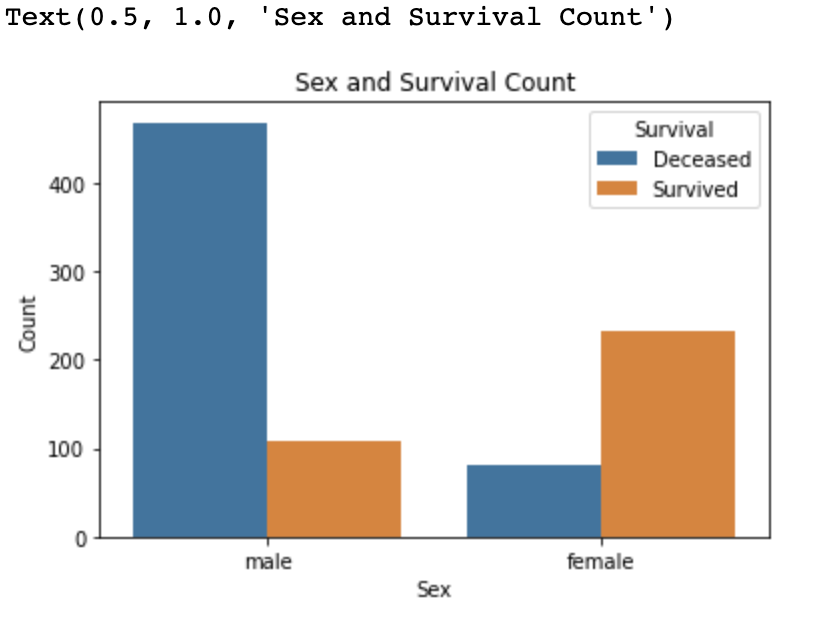 Text(0.5, 1.0, 'Sex and Survival Count')
Sex and Survival Count
Survival
Deceased
Survived
400
300
200
100
0
Count
male female
Sex